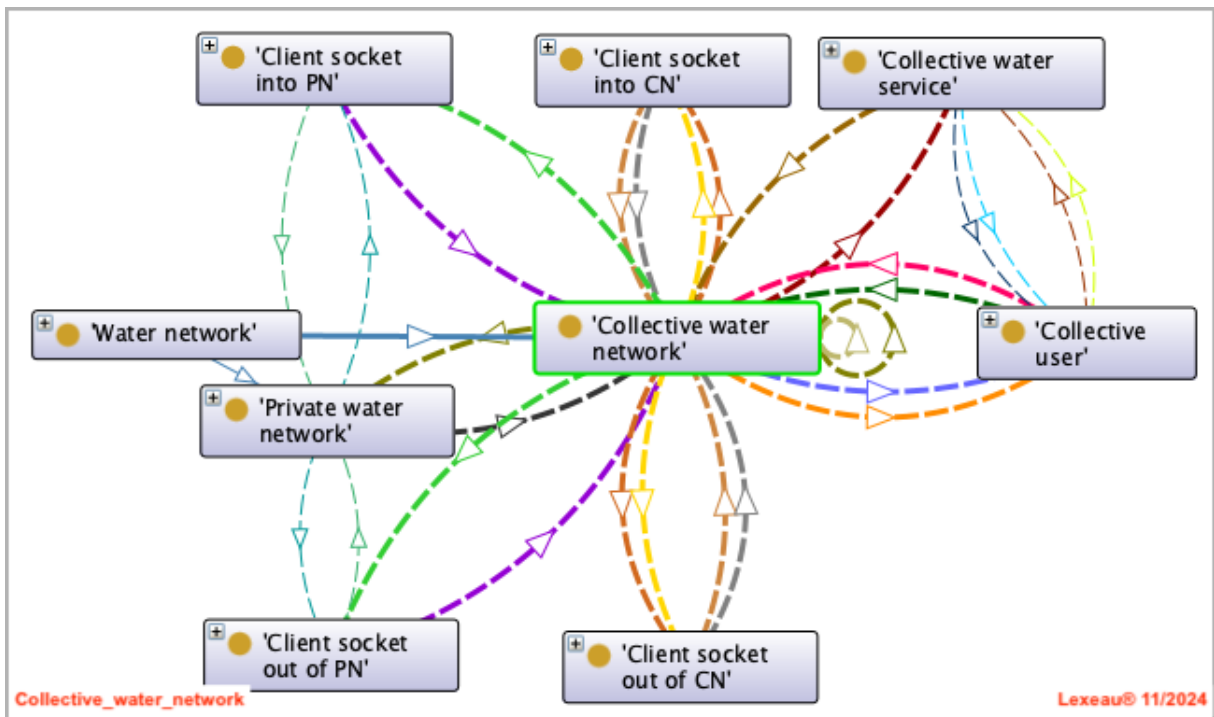 'Client socket
into PN'
'Client socket
into CN'
'Collective water
service'
'Water network'
'Collective water
network'
'Collective
user'
'Private water
network'
'Client socket
out of PN'
'Client socket
out of CN'
Collective_water_network
Lexeau® 11/2024